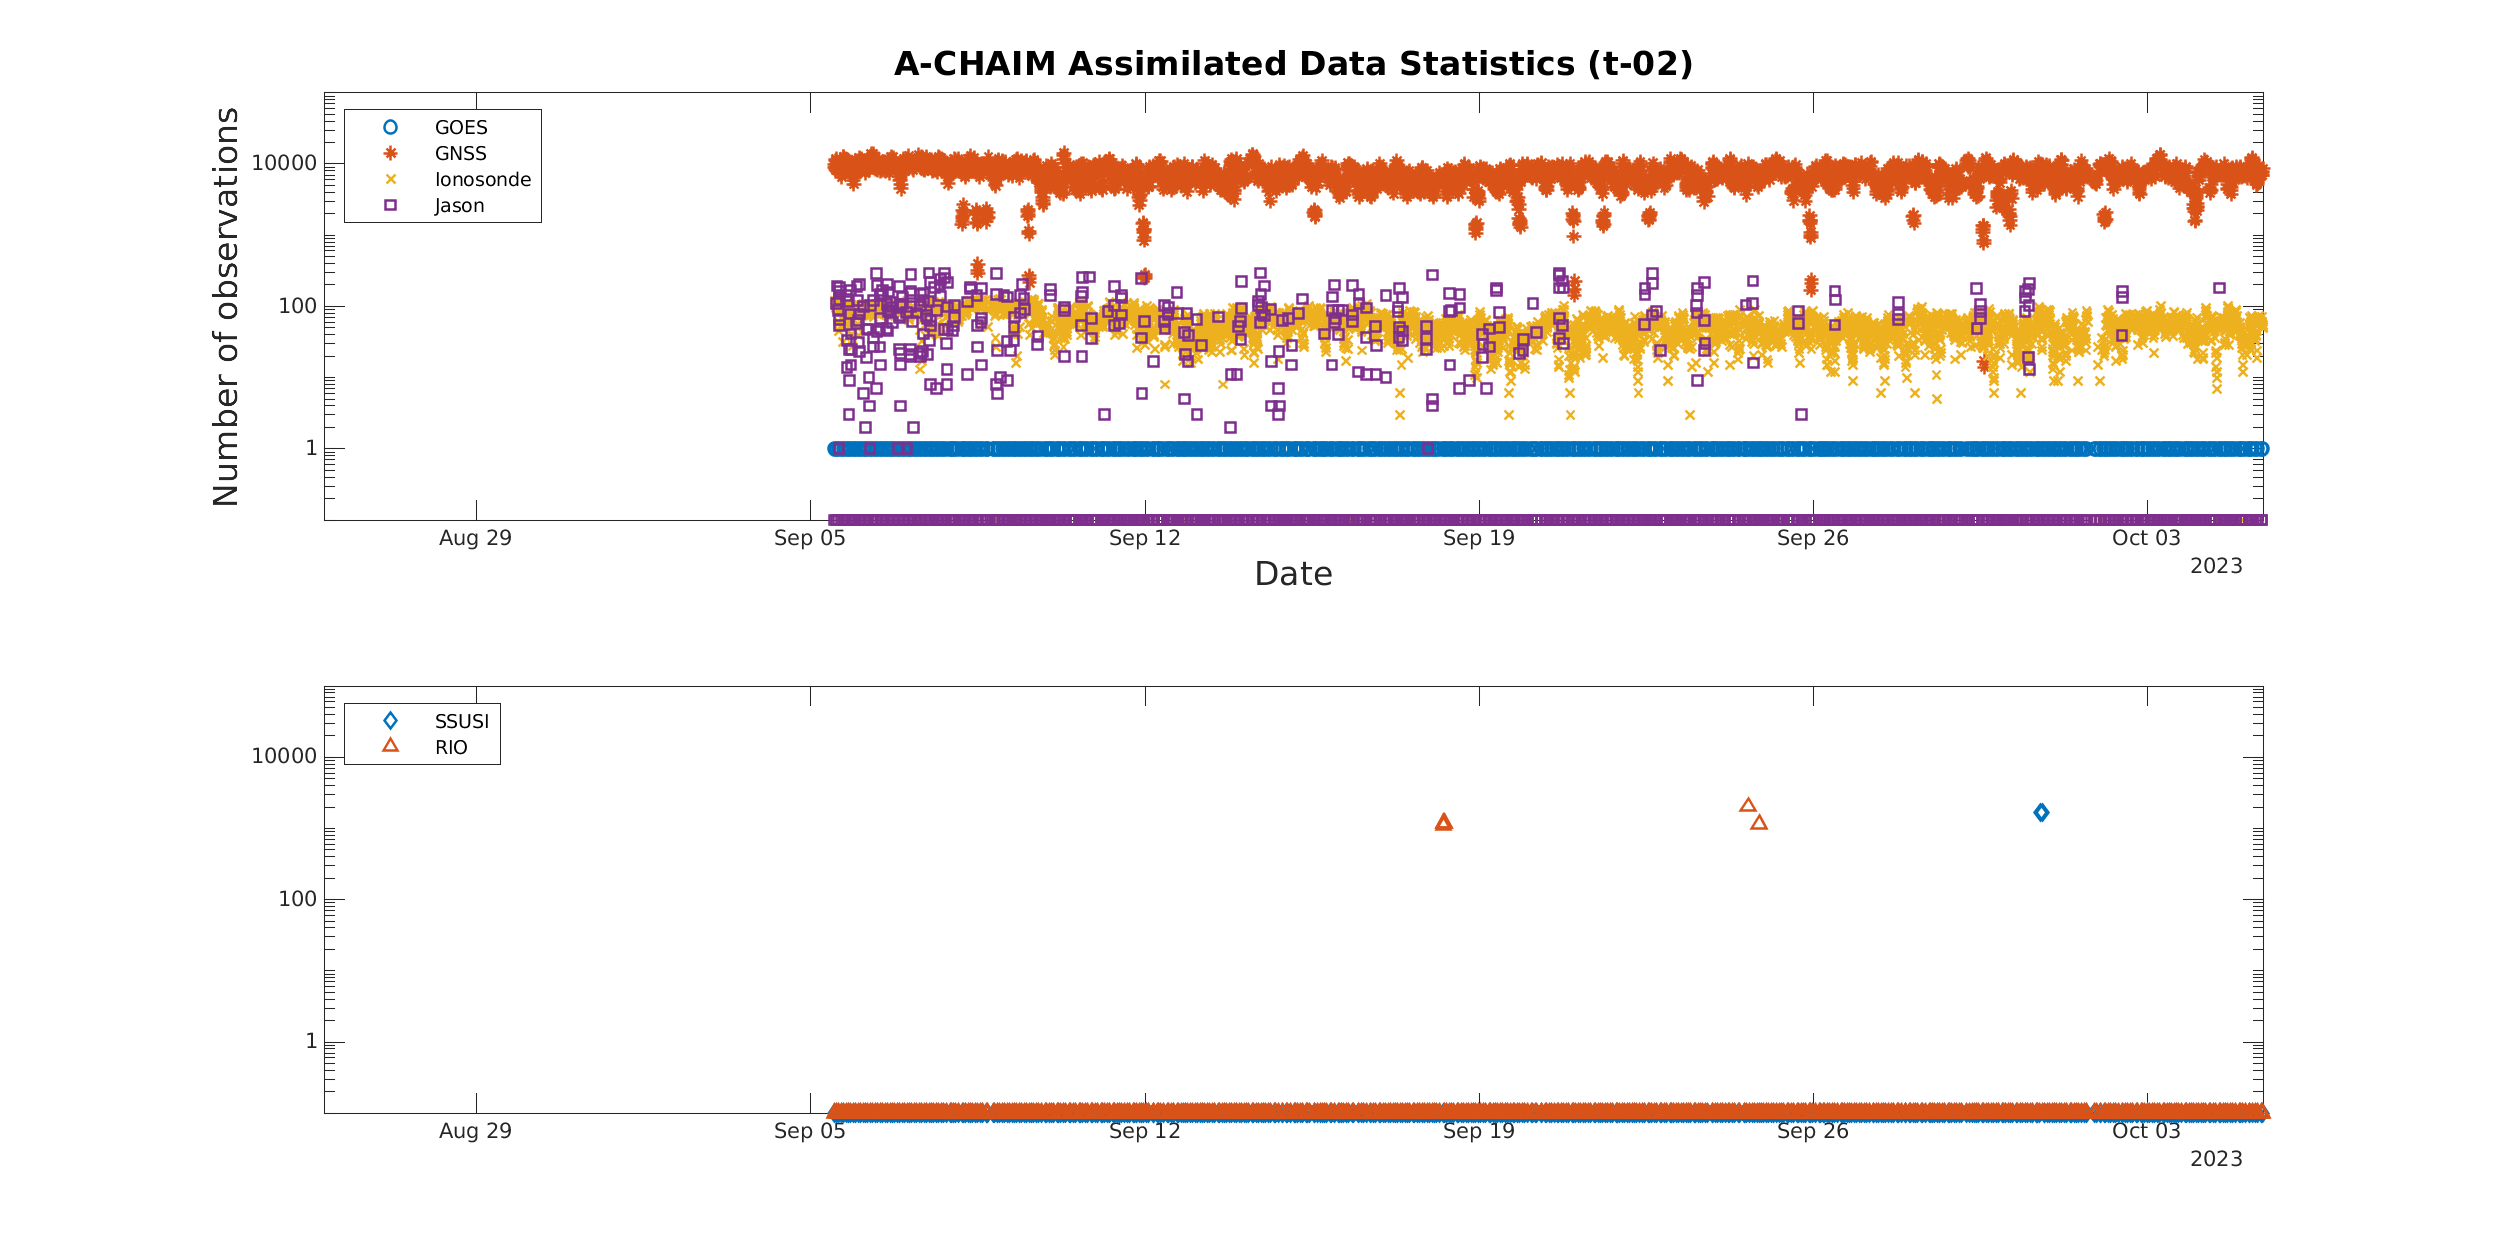 A-CHAIM Assimilated Data Statistics (t-02)
Number of observations
10000
100
1
GOES
GNSS
Ionosonde
Jason
Aug 29 Sep 05 Sep 12 Sep 19 Sep 26 Oct 03
2023
Date
10000
100
1
SSUSI
RIO
Aug 29 Sep 05 Sep 12 Sep 19 Sep 26 Oct 03
2023